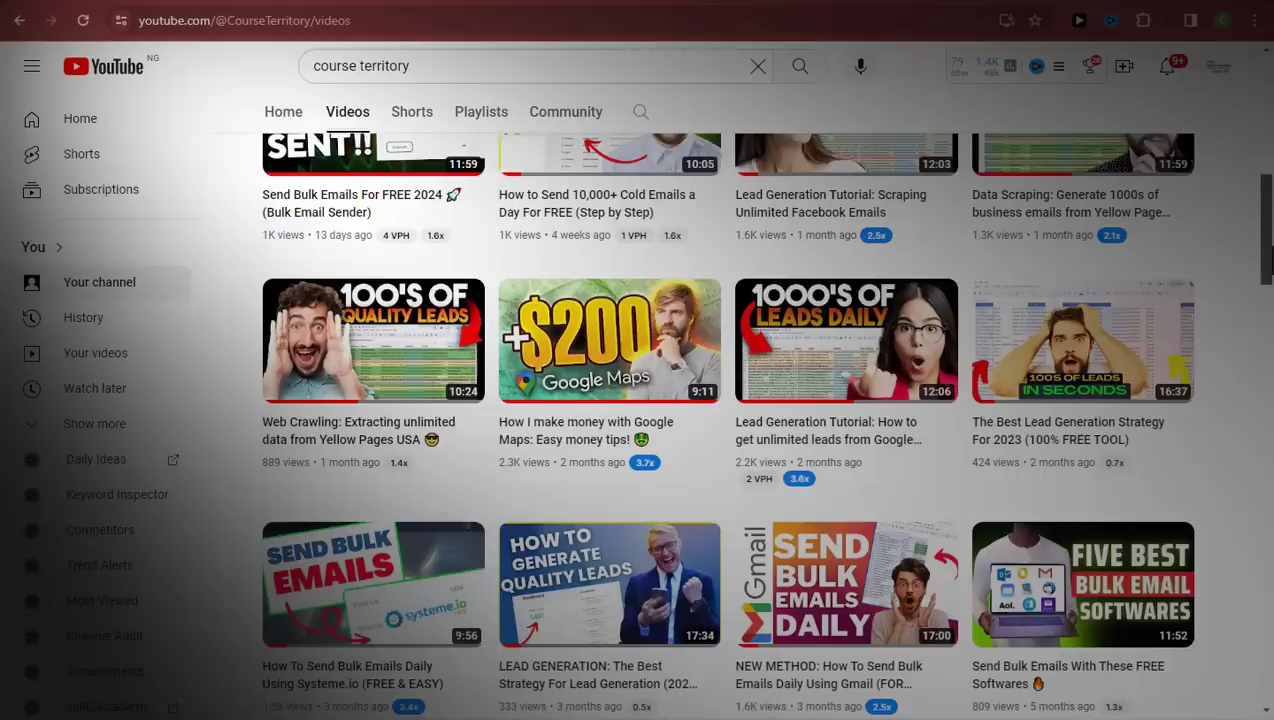 youtube.com/@CourseTerritory/videos
YouTube
NG
course territory
79
60m
1.4K
48h
28
9+
Home
Videos
Shorts
Playlists
Community
Home
Shorts
Subscriptions
You
Your channel
History
Your videos
Watch later
Show more
Daily Ideas
Keyword Inspector
Competitors
Trend Alerts
Most Viewed
Channel Audit
Achievements
vidIQ Academy
SENT!!
11:59
10:05
12:03
11:59
Send Bulk Emails For FREE 2024 🚀
(Bulk Email Sender)
1K views • 13 days ago 4 VPH 1.6x
How to Send 10,000+ Cold Emails a
Day For FREE (Step by Step)
1K views • 4 weeks ago 1 VPH 1.6x
Lead Generation Tutorial: Scraping
Unlimited Facebook Emails
1.6K views • 1 month ago 2.5x
Data Scraping: Generate 1000s of
business emails from Yellow Page...
1.3K views • 1 month ago 2.1x
100'S OF
QUALITY LEADS
10:24
+$200
Google Maps
9:11
1000'S OF
LEADS DAILY
12:06
100'S OF LEADS
IN SECONDS
16:37
Web Crawling: Extracting unlimited
data from Yellow Pages USA 😎
889 views • 1 month ago 1.4x
How I make money with Google
Maps: Easy money tips! 🤑
2.3K views • 2 months ago 3.7x
Lead Generation Tutorial: How to
get unlimited leads from Google...
2.2K views • 2 months ago
2 VPH 3.6x
The Best Lead Generation Strategy
For 2023 (100% FREE TOOL)
424 views • 2 months ago 0.7x
SEND BULK
EMAILS
systeme.io
9:56
HOW TO
GENERATE
QUALITY LEADS
17:34
Gmail
SEND
BULK
EMAILS
DAILY
17:00
Aol.
FIVE BEST
BULK EMAIL
SOFTWARES
11:52
How To Send Bulk Emails Daily
Using Systeme.io (FREE & EASY)
1.5K views • 3 months ago 2.4x
LEAD GENERATION: The Best
Strategy For Lead Generation (202...
333 views • 3 months ago 0.5x
NEW METHOD: How To Send Bulk
Emails Daily Using Gmail (FOR...
1.6K views • 3 months ago 2.5x
Send Bulk Emails With These FREE
Softwares 🔥
809 views • 5 months ago 1.3x